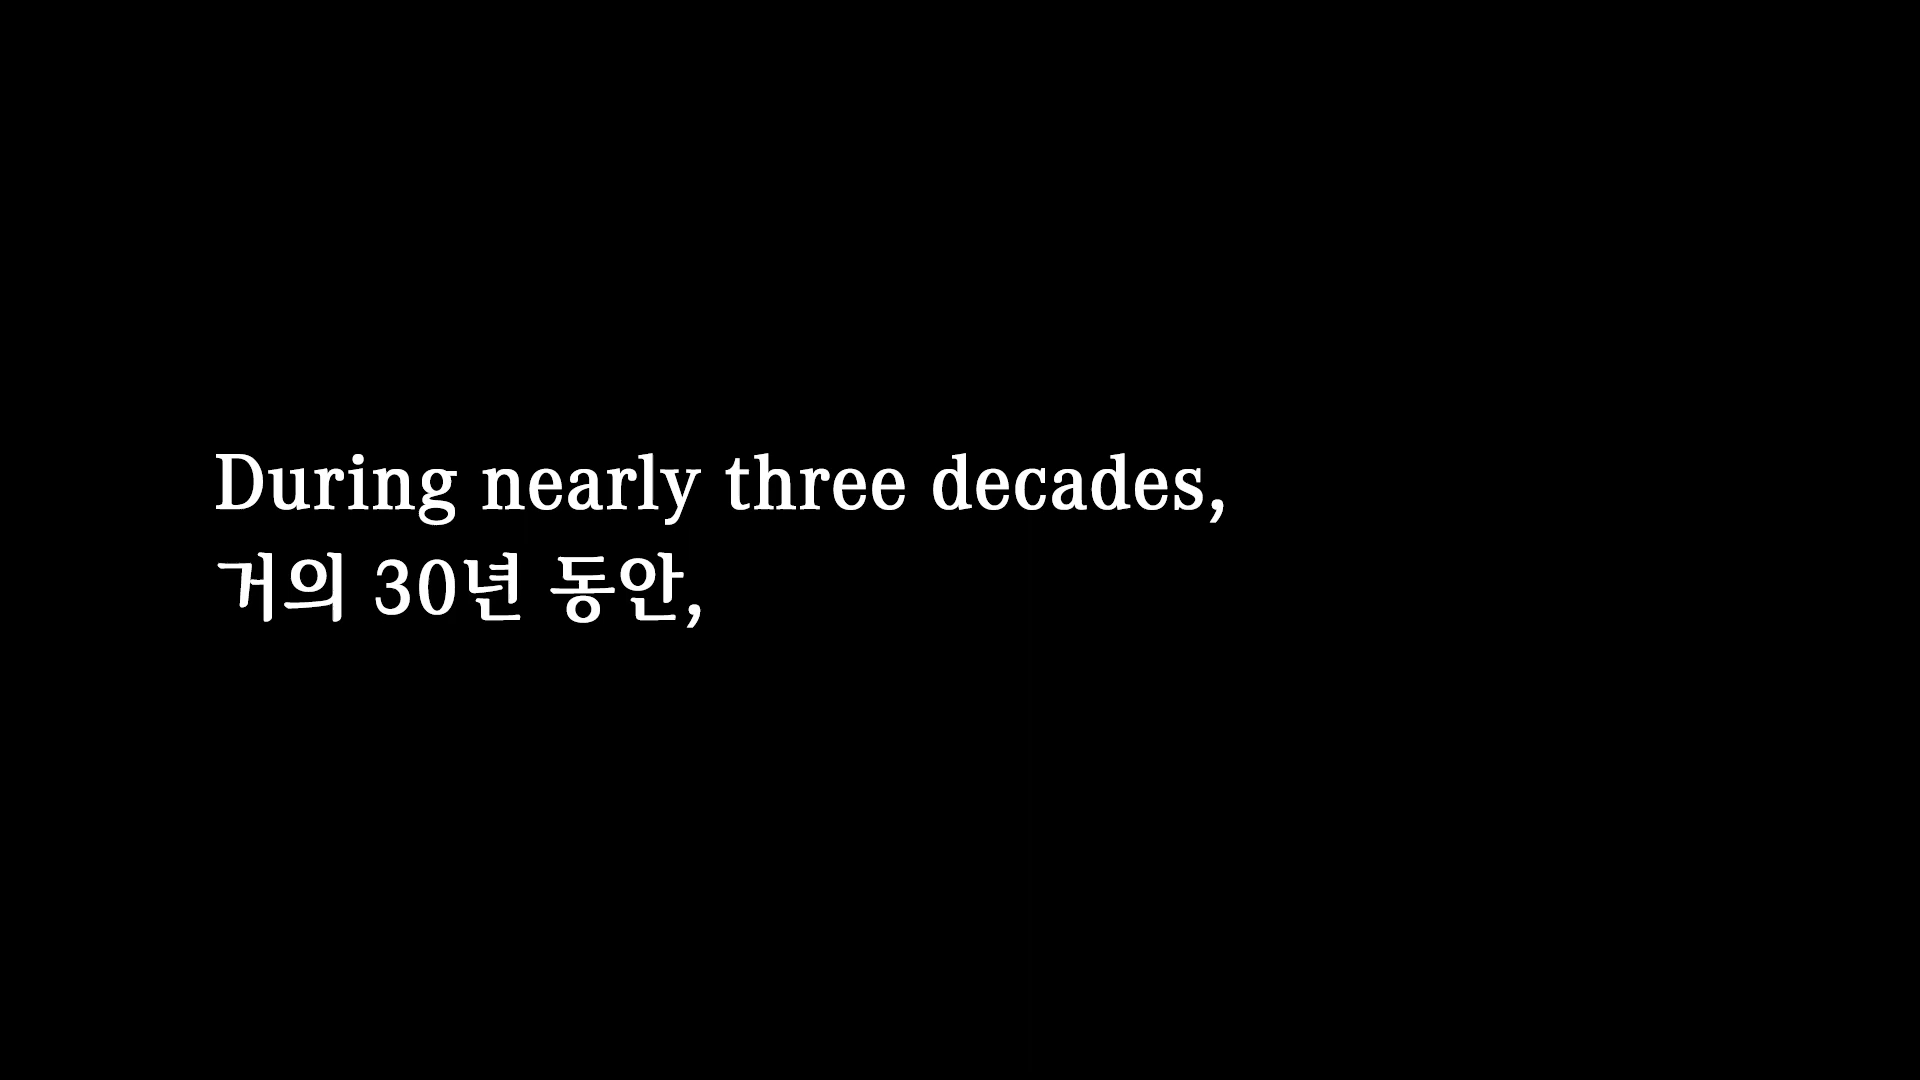 During nearly three decades,
거의 30년 동안,